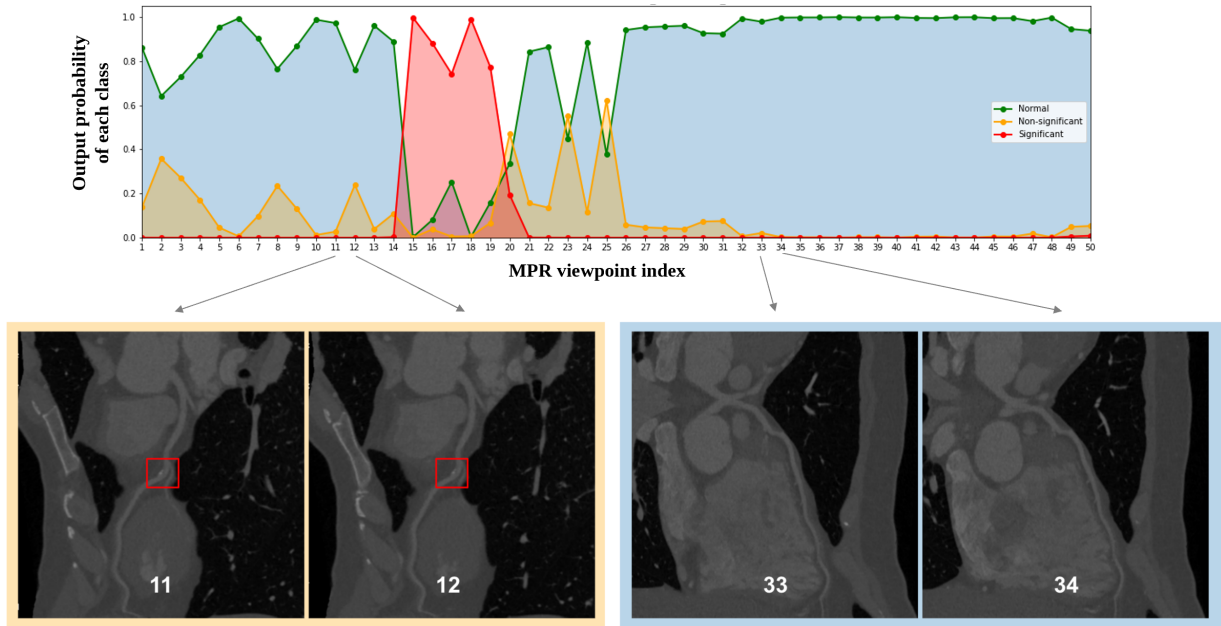 Output probability
of each class
1.0
0.8
0.6
0.4
0.2
0.0
Normal
Non-significant
Significant
1 2 3 4 5 6 7 8 9 10 11 12 13 14 15 16 17 18 19 20 21 22 23 24 25 26 27 28 29 30 31 32 33 34 35 36 37 38 39 40 41 42 43 44 45 46 47 48 49 50
MPR viewpoint index
11
12
33
34